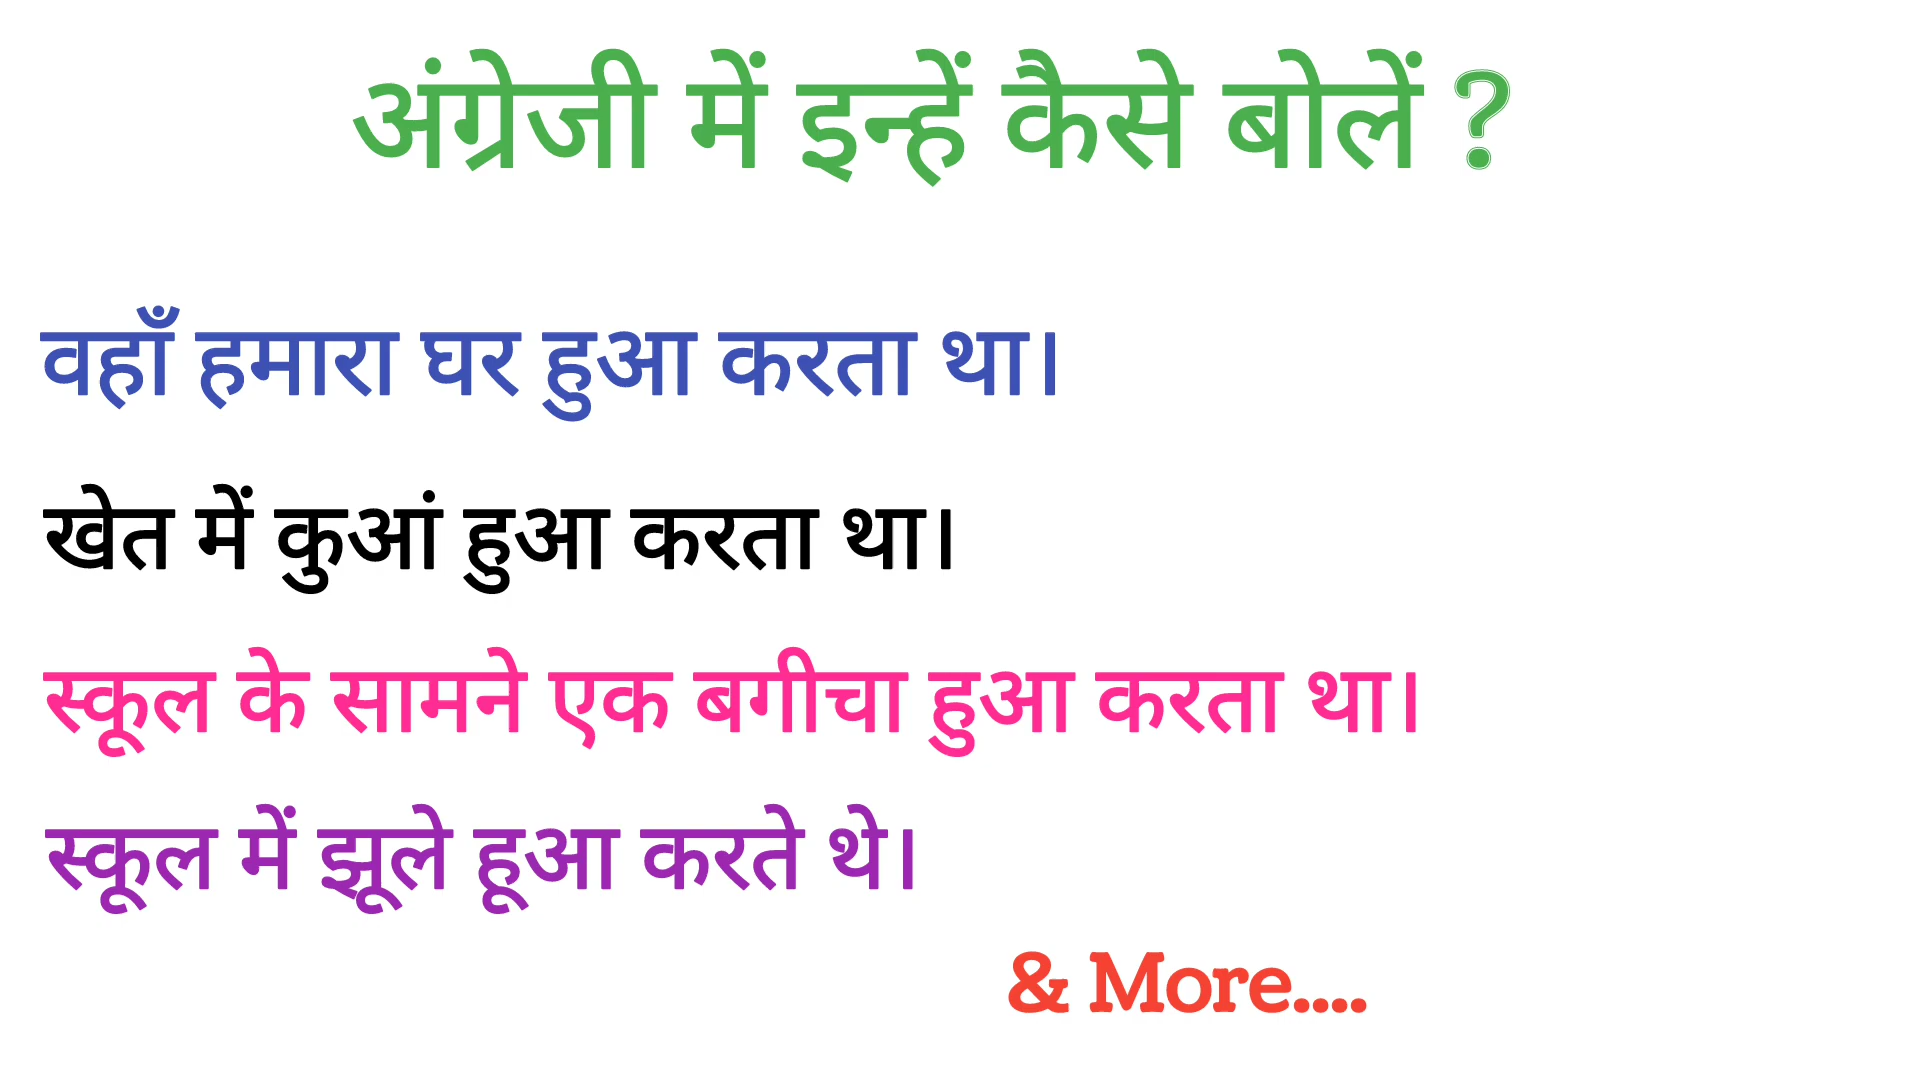 अंग्रेजी में इन्हें कैसे बोलें ?
वहाँ हमारा घर हुआ करता था।
खेत में कुआं हुआ करता था।
स्कूल के सामने एक बगीचा हुआ करता था।
स्कूल में झूले हूआ करते थे।
& More....